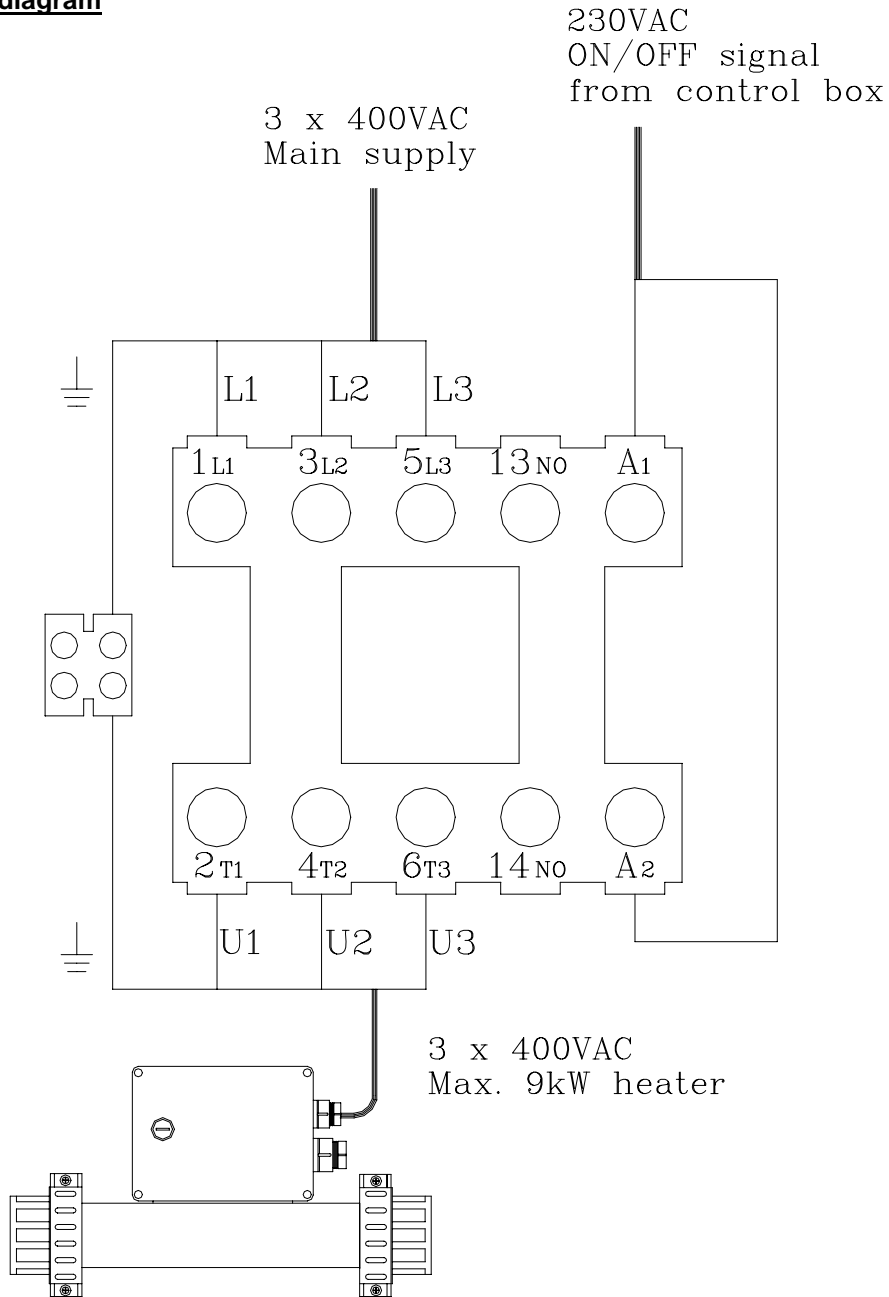 diagram
230VAC
ON/OFF signal
from control box
3 x 400VAC
Main supply
L1 L2 L3
1L1 3L2 5L3 13NO A1
2T1 4T2 6T3 14NO A2
U1 U2 U3
3 x 400VAC
Max. 9kW heater